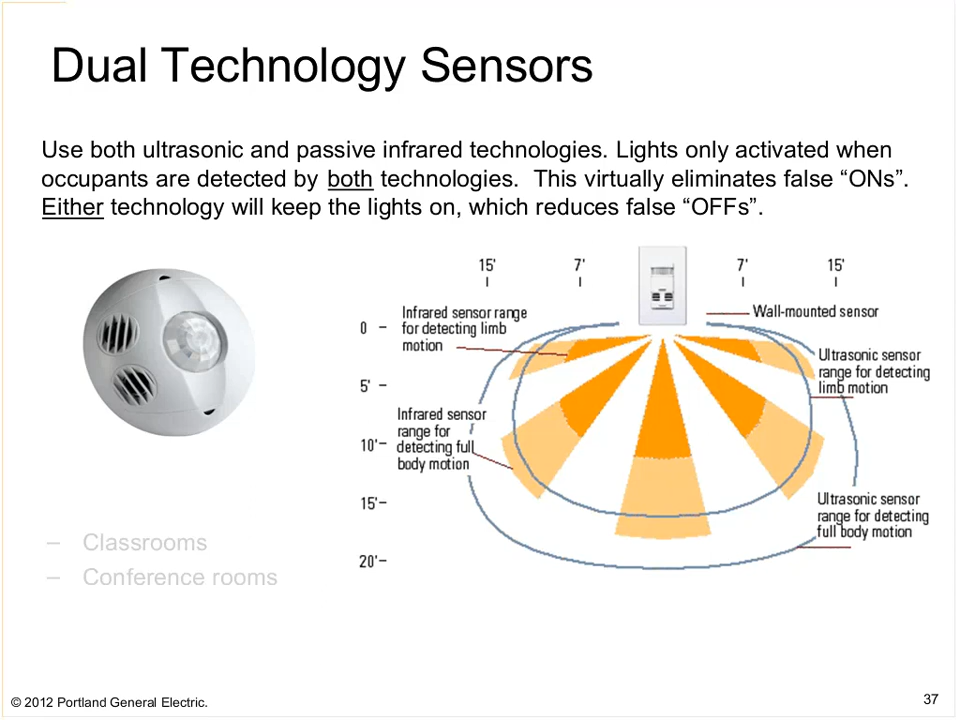 Dual Technology Sensors
Use both ultrasonic and passive infrared technologies. Lights only activated when
occupants are detected by both technologies.  This virtually eliminates false “ONs”.
Either technology will keep the lights on, which reduces false “OFFs”.
15' 7' 7' 15'
Infrared sensor range
for detecting limb
motion
Wall-mounted sensor
0
Ultrasonic sensor
range for detecting
limb motion
5'
Infrared sensor
range for
detecting full
body motion
10'
15'
Ultrasonic sensor
range for detecting
full body motion
20'
– Classrooms
– Conference rooms
© 2012 Portland General Electric.
37